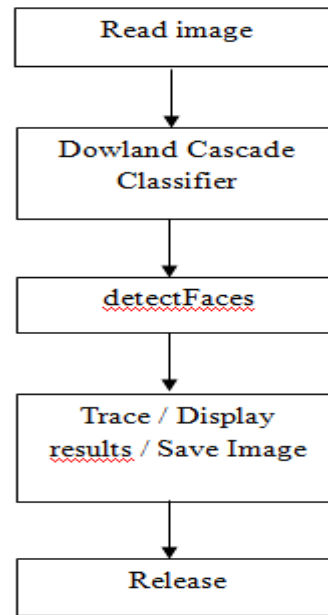 Read image
Dowland Cascade
Classifier
detectFaces
Trace / Display
results / Save Image
Release